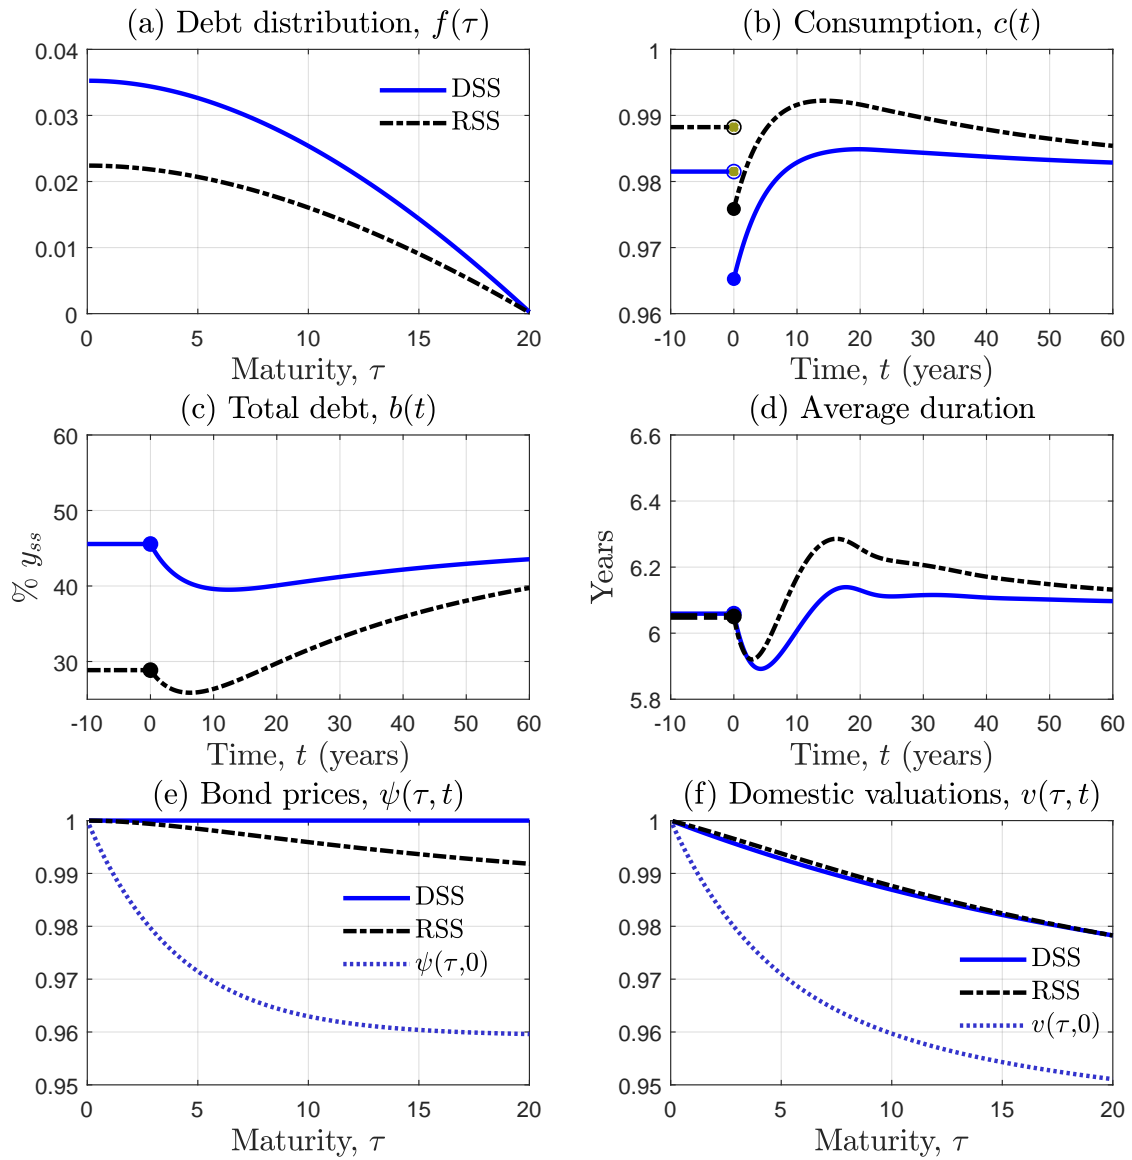 (a) Debt distribution, f(τ)
0.04
0.03
0.02
0.01
0
DSS
RSS
0 5 10 15 20
Maturity, τ
(b) Consumption, c(t)
1
0.99
0.98
0.97
0.96
-10 0 10 20 30 40 50 60
Time, t (years)
(c) Total debt, b(t)
% y_ss
60
50
40
30
-10 0 10 20 30 40 50 60
Time, t (years)
(d) Average duration
Years
6.6
6.4
6.2
6
5.8
-10 0 10 20 30 40 50 60
Time, t (years)
(e) Bond prices, ψ(τ, t)
1
0.99
0.98
0.97
0.96
0.95
DSS
RSS
ψ(τ,0)
0 5 10 15 20
Maturity, τ
(f) Domestic valuations, v(τ, t)
1
0.99
0.98
0.97
0.96
0.95
DSS
RSS
v(τ,0)
0 5 10 15 20
Maturity, τ